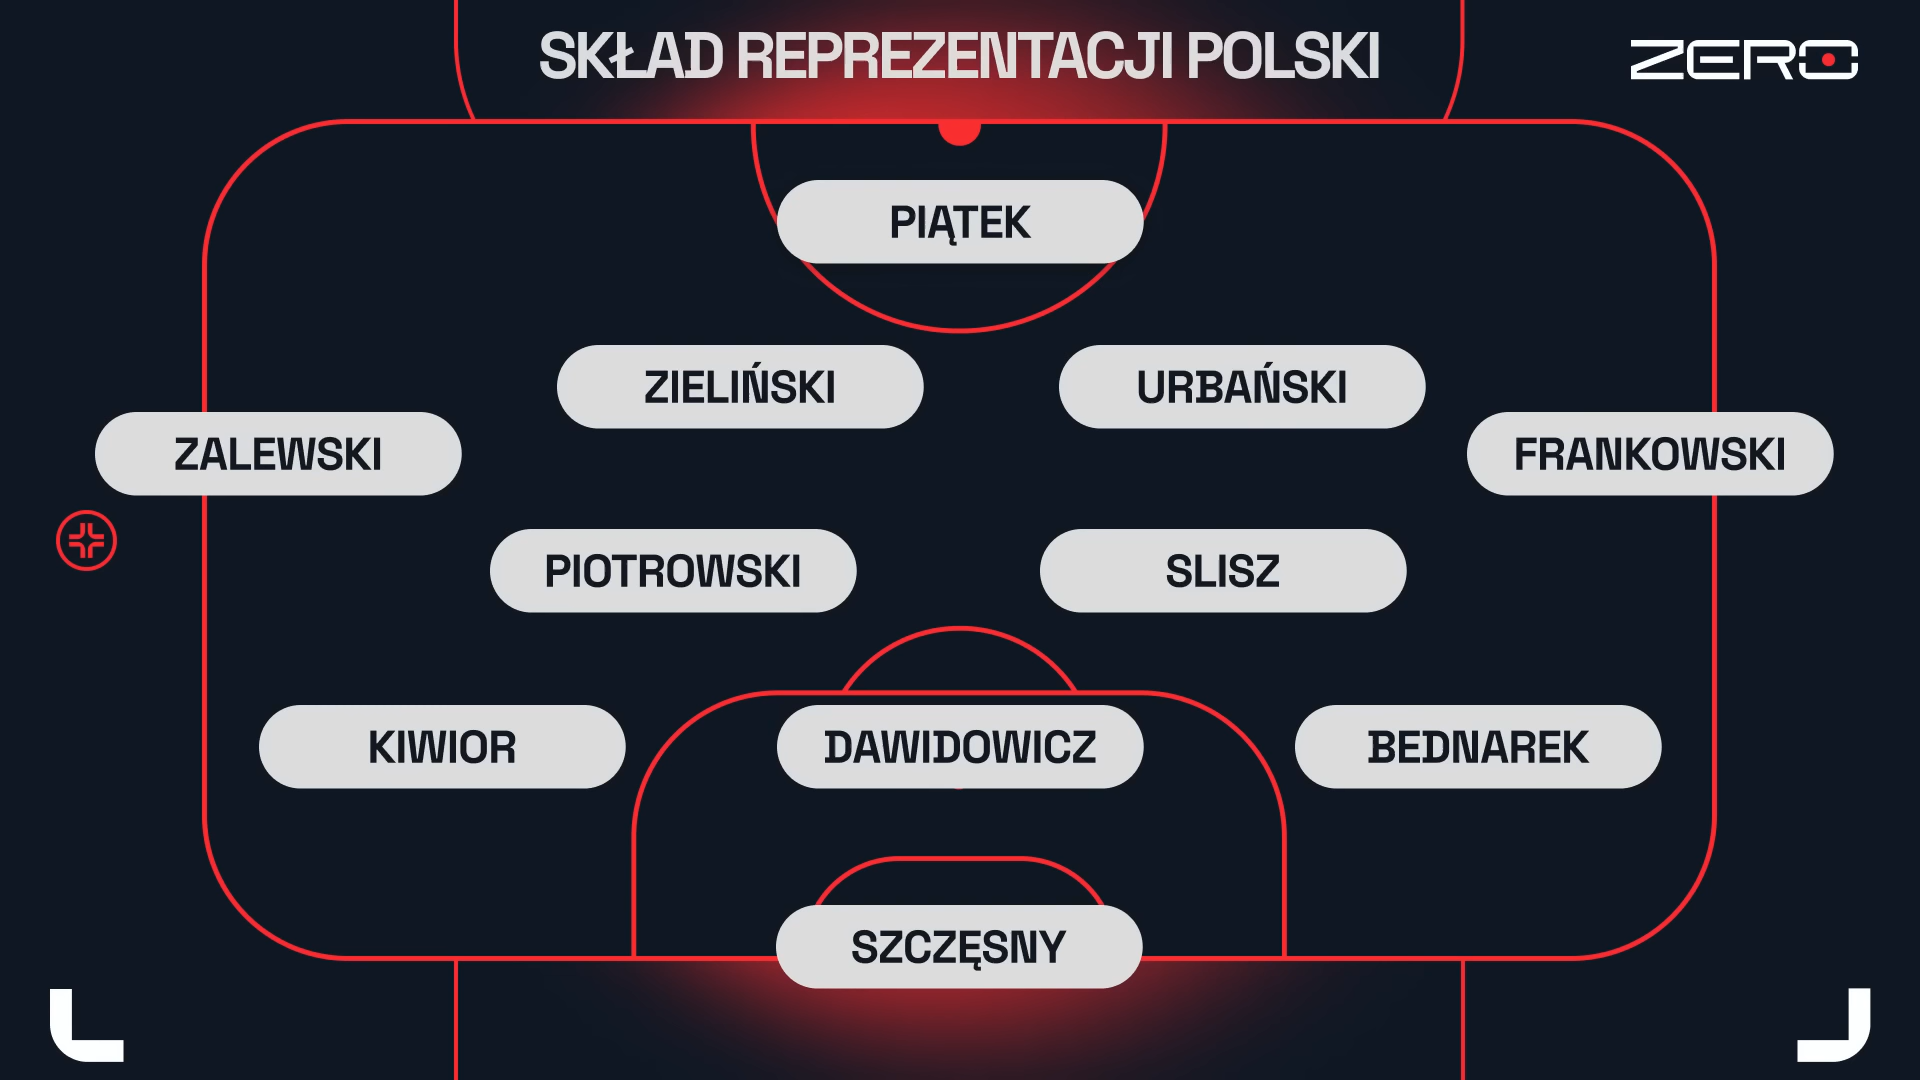 SKŁAD REPREZENTACJI POLSKI
ZERO
PIĄTEK
ZIELIŃSKI
URBAŃSKI
ZALEWSKI
FRANKOWSKI
PIOTROWSKI
SLISZ
KIWIOR
DAWIDOWICZ
BEDNAREK
SZCZĘSNY